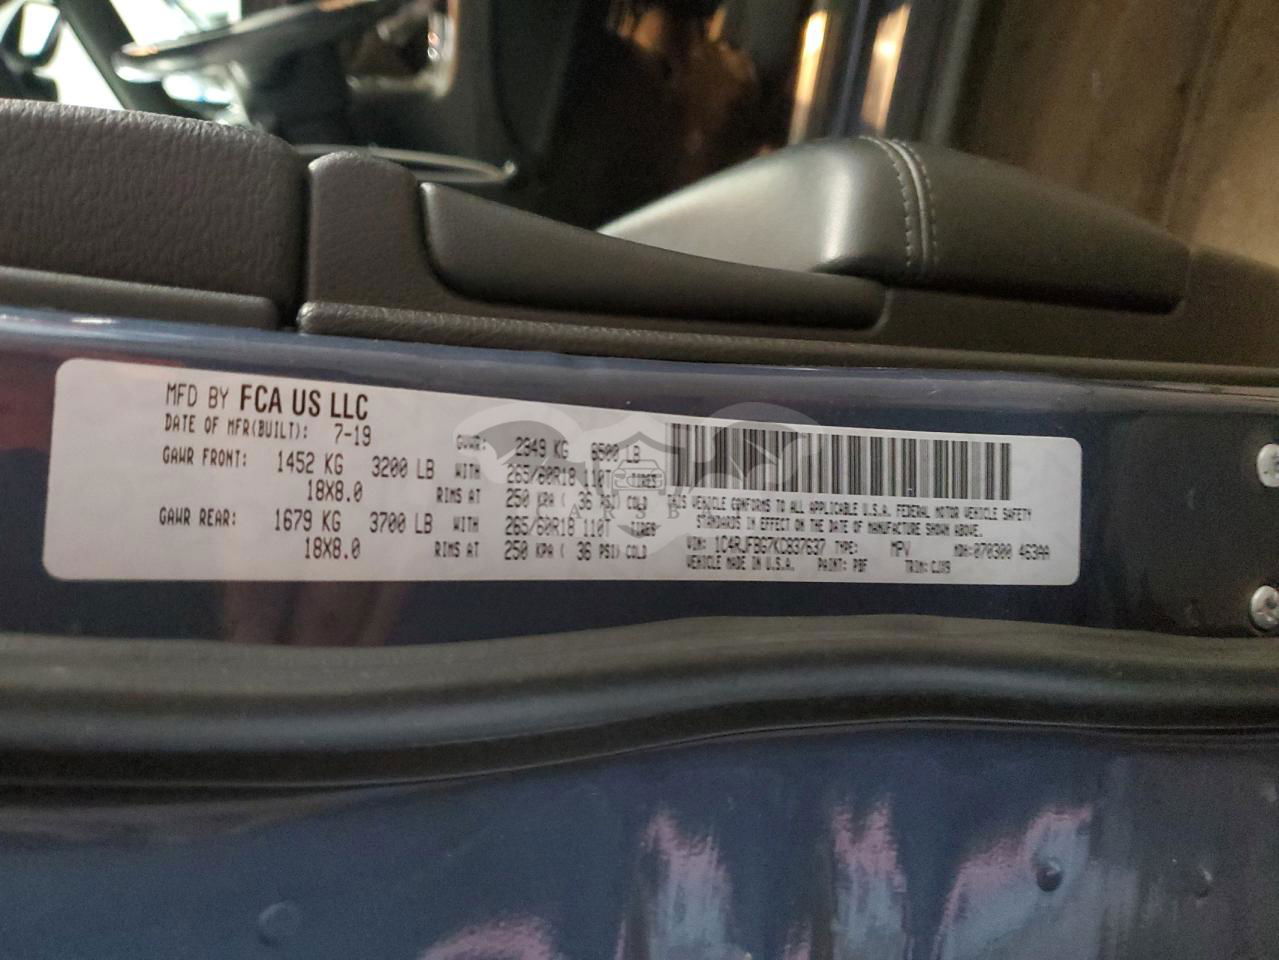 MFD BY FCA US LLC
DATE OF MFR(BUILT): 7-19 GVWR: 2949 KG 6500 LB
GAWR FRONT: 1452 KG 3200 LB WITH 265/60R18 110T TIRES
18X8.0 RIMS AT 250 KPA ( 36 PSI) COLD
GAWR REAR: 1679 KG 3700 LB WITH 265/60R18 110T TIRES
18X8.0 RIMS AT 250 KPA ( 36 PSI) COLD
THIS VEHICLE CONFORMS TO ALL APPLICABLE U.S.A. FEDERAL MOTOR VEHICLE SAFETY
STANDARDS IN EFFECT ON THE DATE OF MANUFACTURE SHOWN ABOVE.
VIN: 1C4RJFBG7KC837637 TYPE: MPV MDH:070300 463AA
VEHICLE MADE IN U.S.A. PAINT: PBF TRIM:CJX9